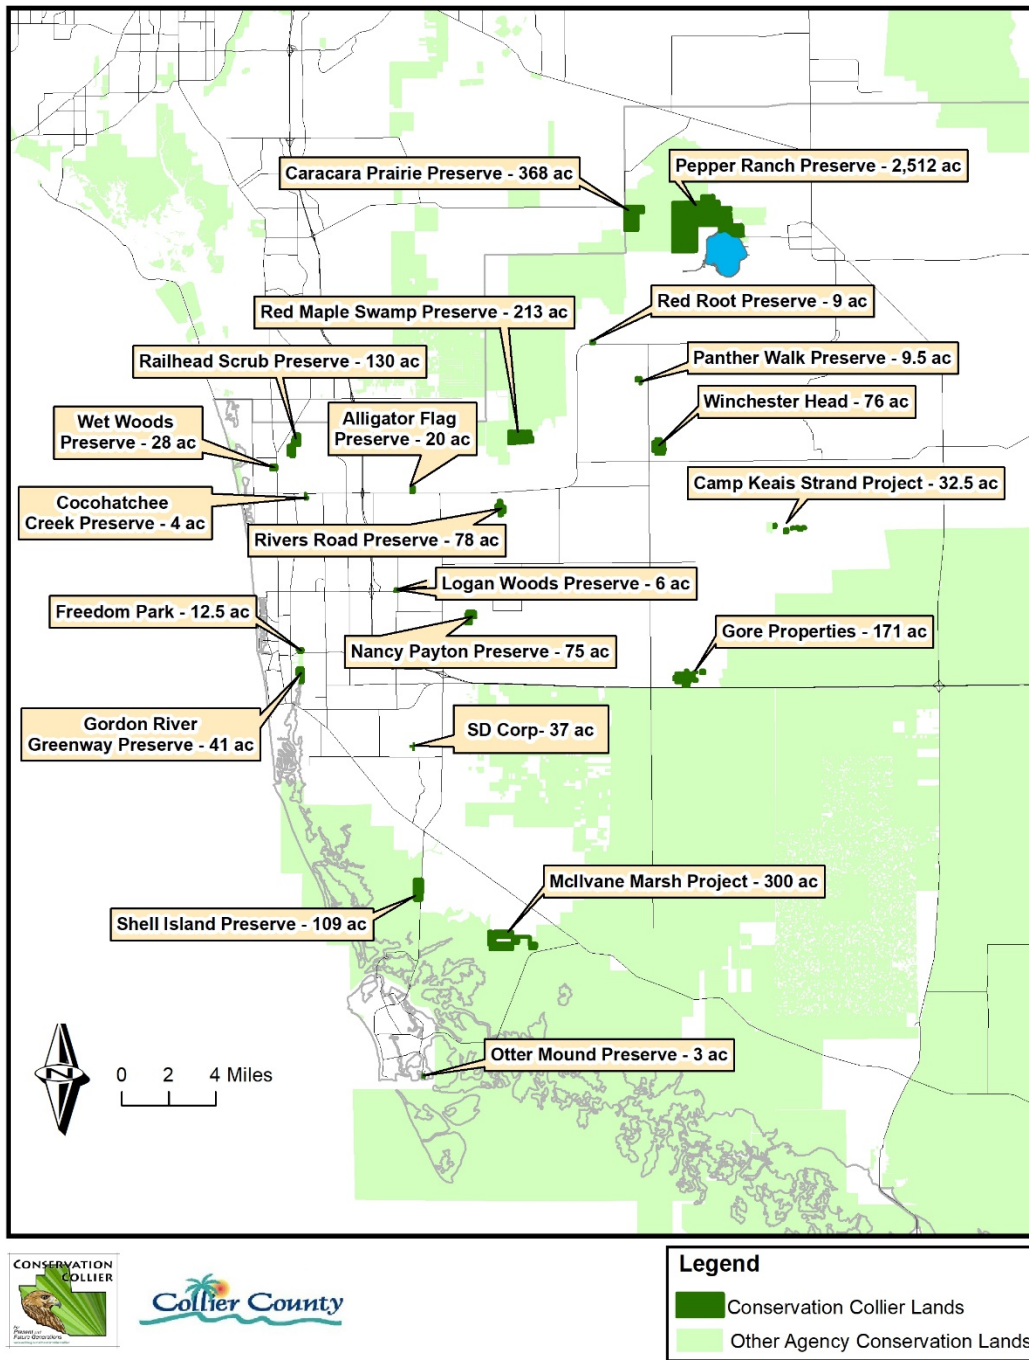 Caracara Prairie Preserve - 368 ac
Pepper Ranch Preserve - 2,512 ac
Red Root Preserve - 9 ac
Red Maple Swamp Preserve - 213 ac
Panther Walk Preserve - 9.5 ac
Railhead Scrub Preserve - 130 ac
Winchester Head - 76 ac
Wet Woods
Preserve - 28 ac
Alligator Flag
Preserve - 20 ac
Camp Keais Strand Project - 32.5 ac
Cocohatchee
Creek Preserve - 4 ac
Rivers Road Preserve - 78 ac
Logan Woods Preserve - 6 ac
Freedom Park - 12.5 ac
Nancy Payton Preserve - 75 ac
Gore Properties - 171 ac
Gordon River
Greenway Preserve - 41 ac
SD Corp- 37 ac
McIlvane Marsh Project - 300 ac
Shell Island Preserve - 109 ac
Otter Mound Preserve - 3 ac
N
0 2 4 Miles
CONSERVATION
COLLIER
For
Present and
Future Generations
Collier County
Legend
Conservation Collier Lands
Other Agency Conservation Lands